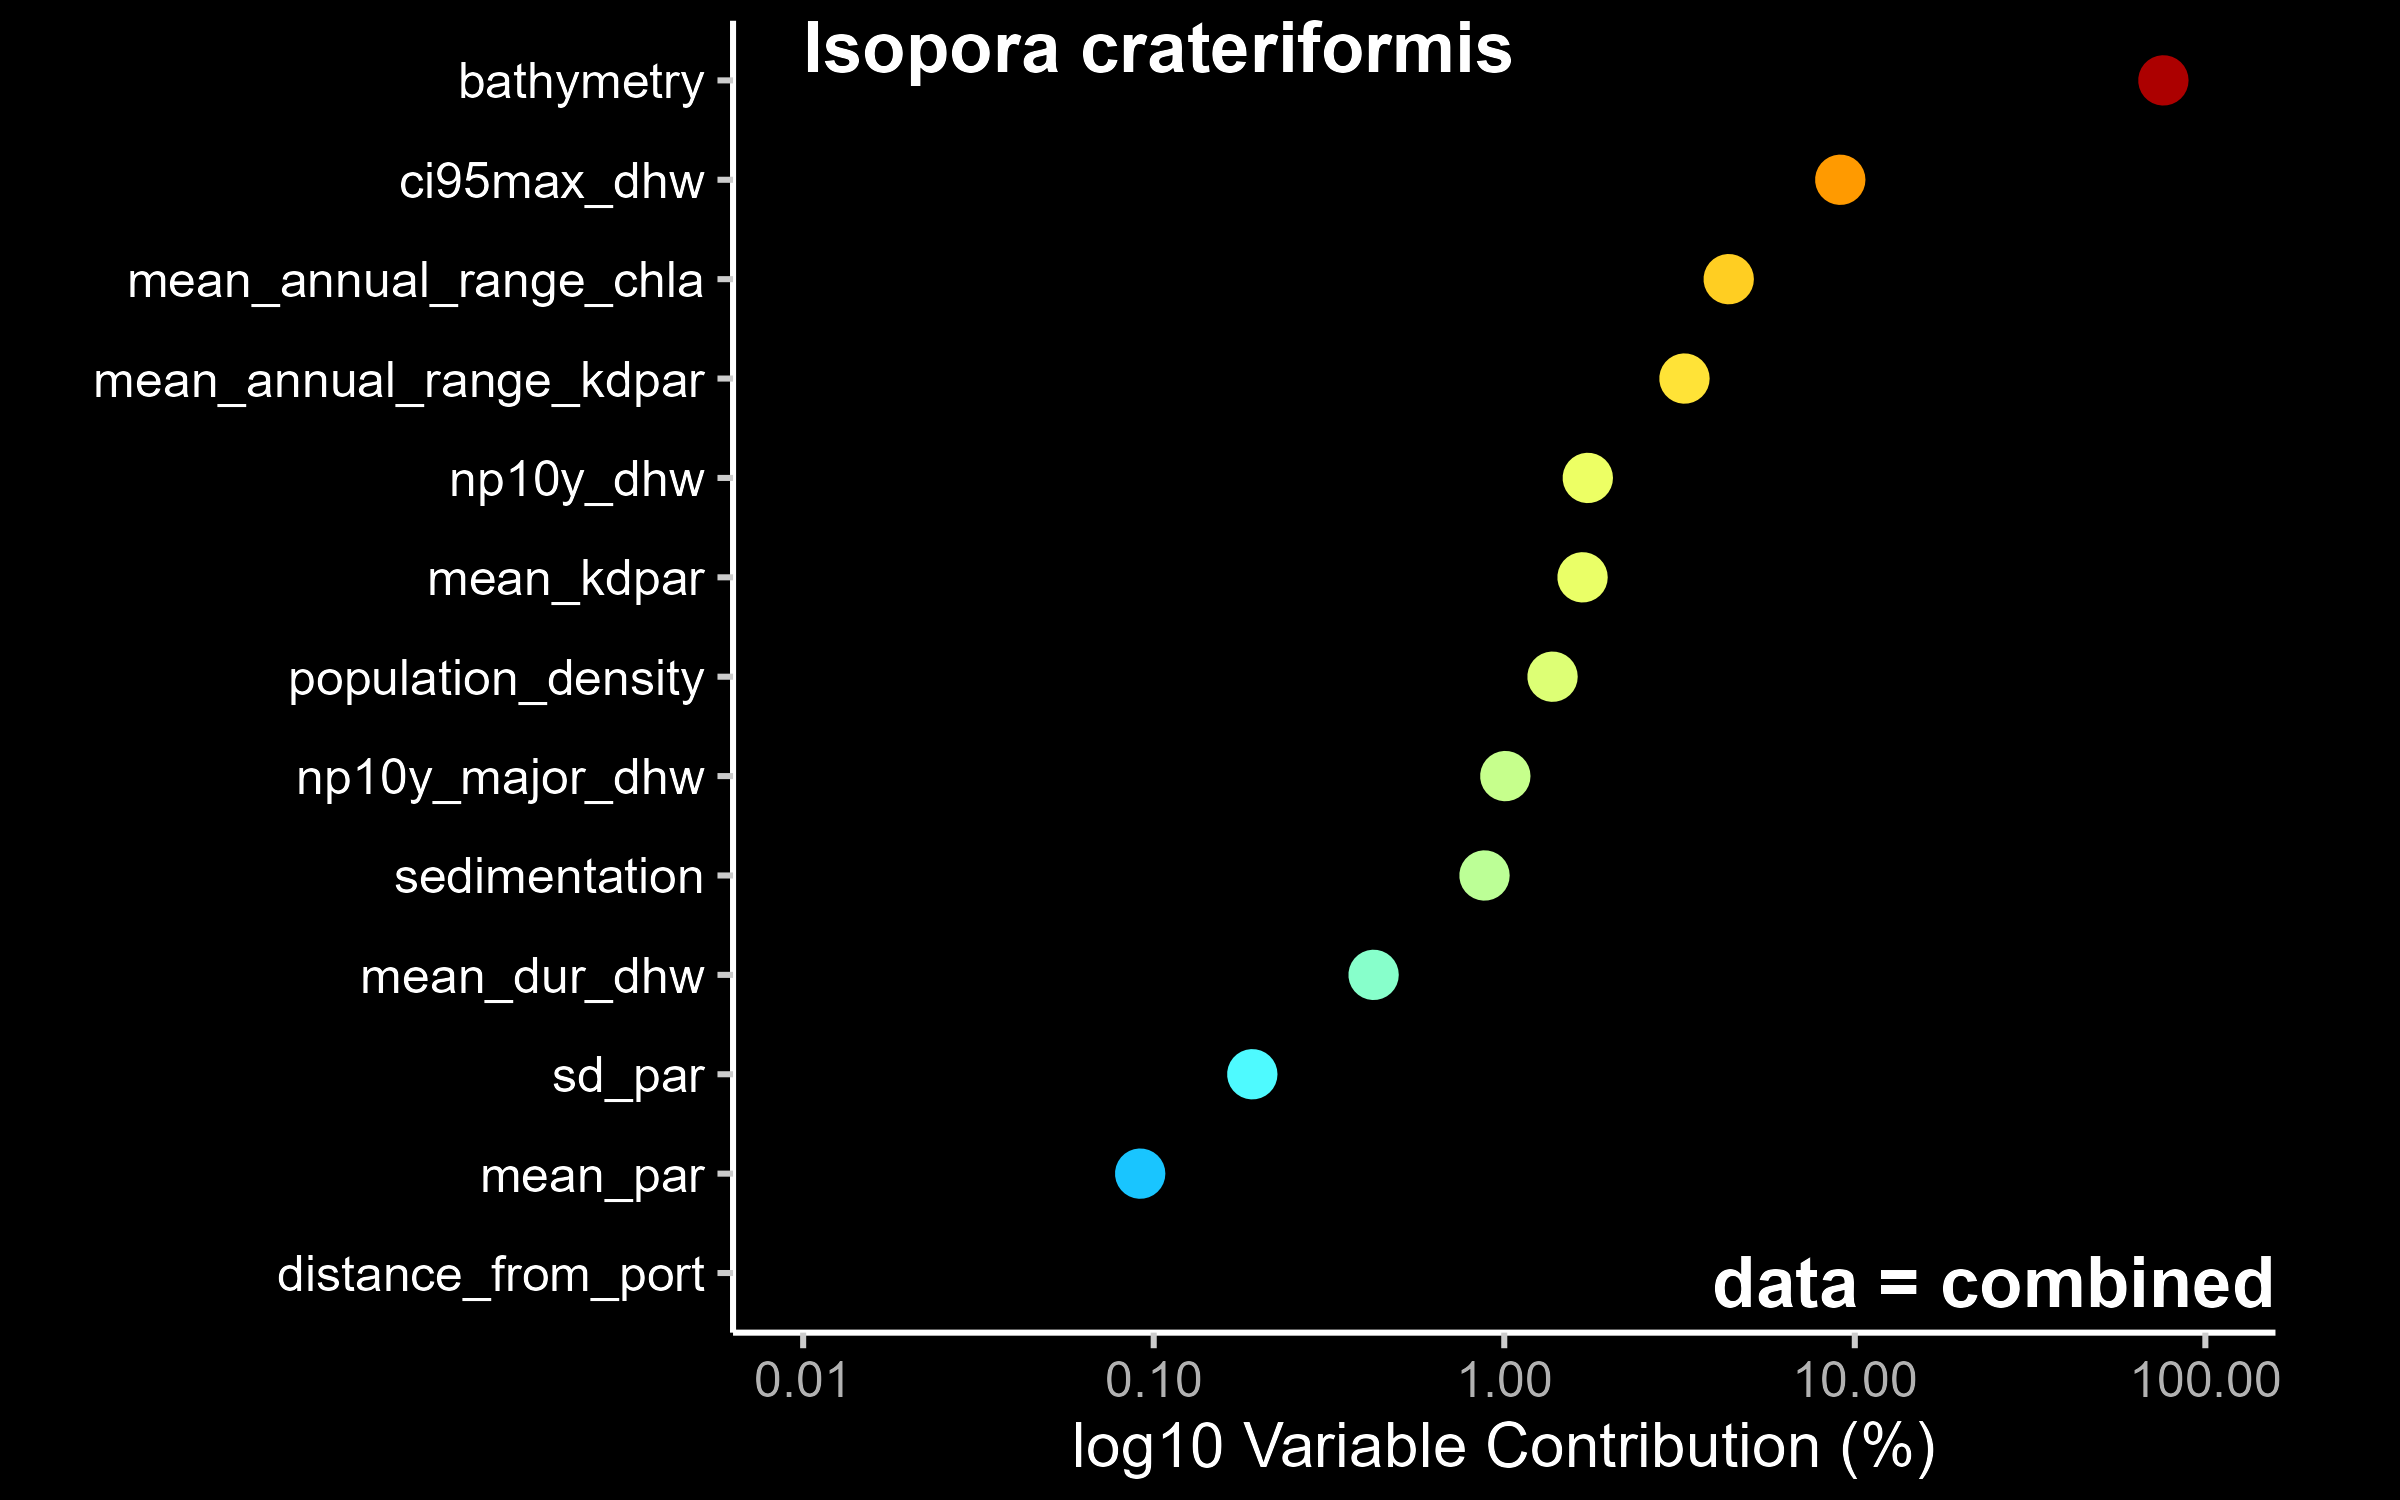 Isopora crateriformis
bathymetry
ci95max_dhw
mean_annual_range_chla
mean_annual_range_kdpar
np10y_dhw
mean_kdpar
population_density
np10y_major_dhw
sedimentation
mean_dur_dhw
sd_par
mean_par
distance_from_port
data = combined
0.01 0.10 1.00 10.00 100.00
log10 Variable Contribution (%)